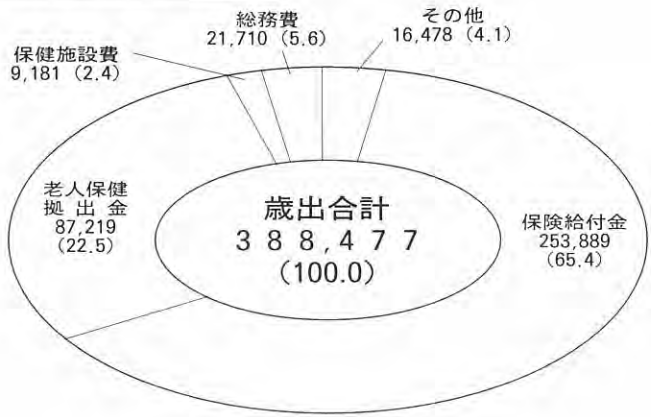 総務費
21,710 (5.6)
その他
16,478 (4.1)
保健施設費
9,181 (2.4)
老人保健
拠出金
87,219
(22.5)
歳出合計
388,477
(100.0)
保険給付金
253,889
(65.4)